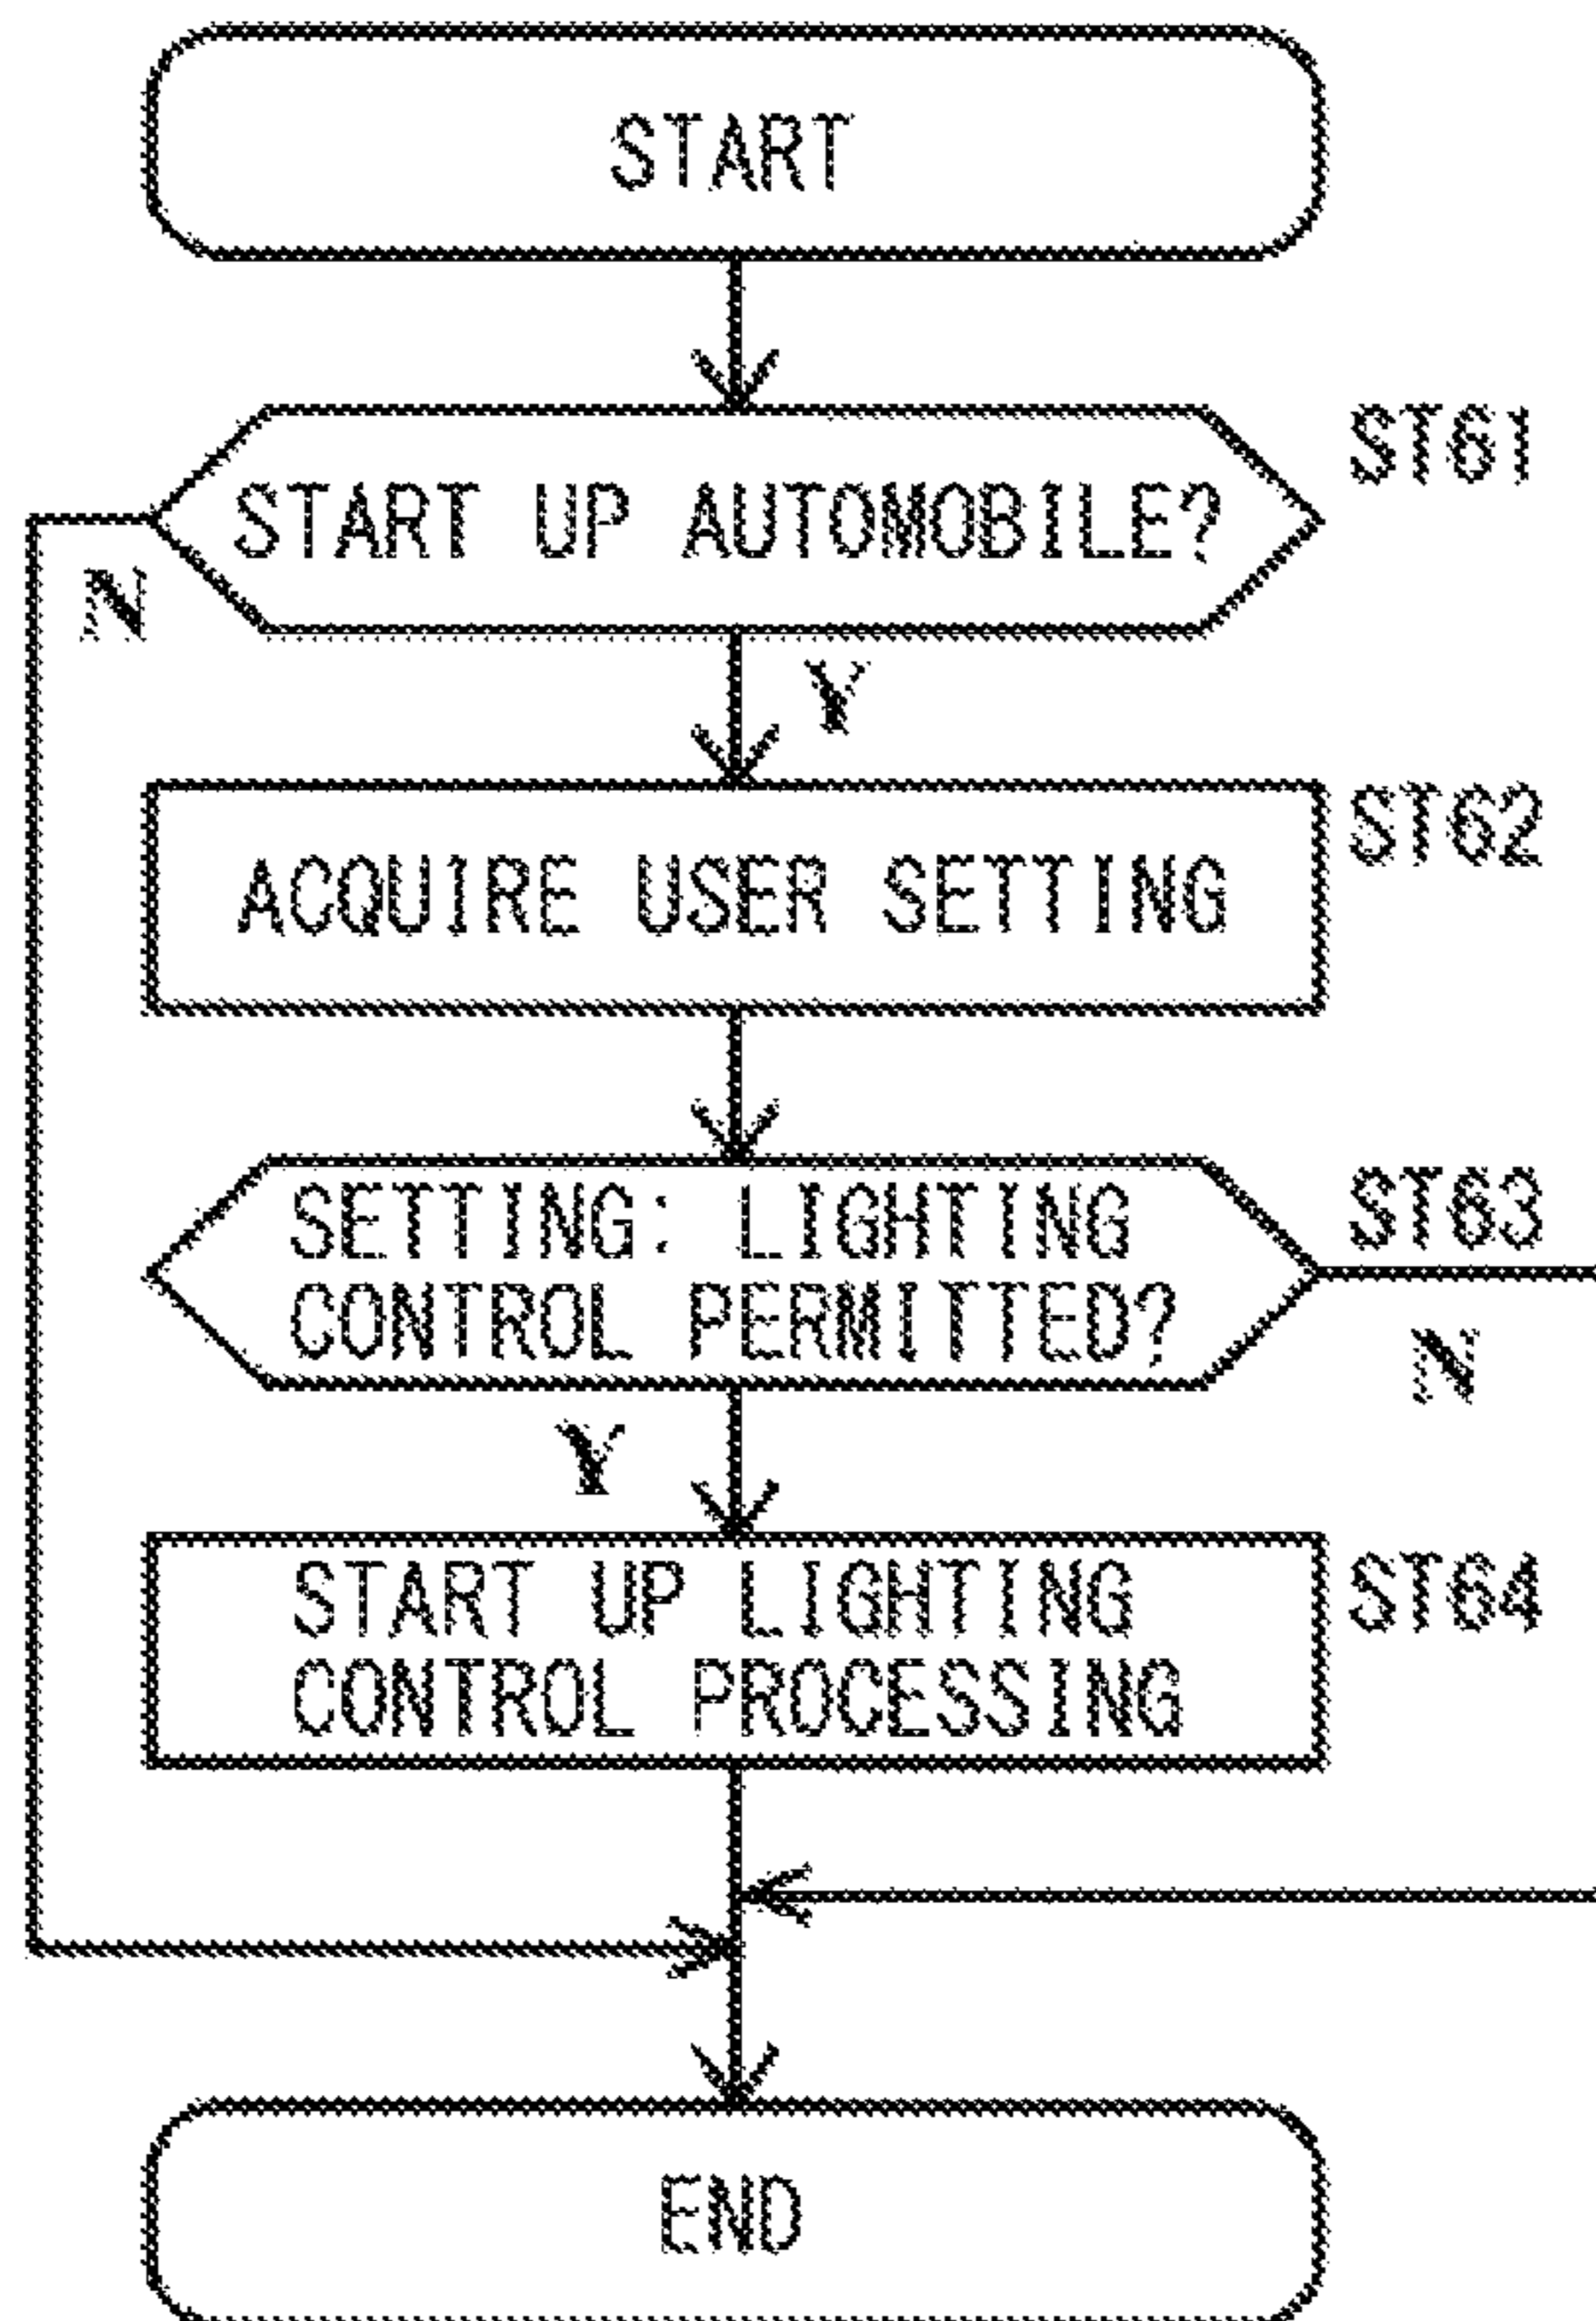 START
START UP AUTOMOBILE?
ST61
N
Y
ACQUIRE USER SETTING
ST62
SETTING: LIGHTING
CONTROL PERMITTED?
ST63
N
Y
START UP LIGHTING
CONTROL PROCESSING
ST64
END